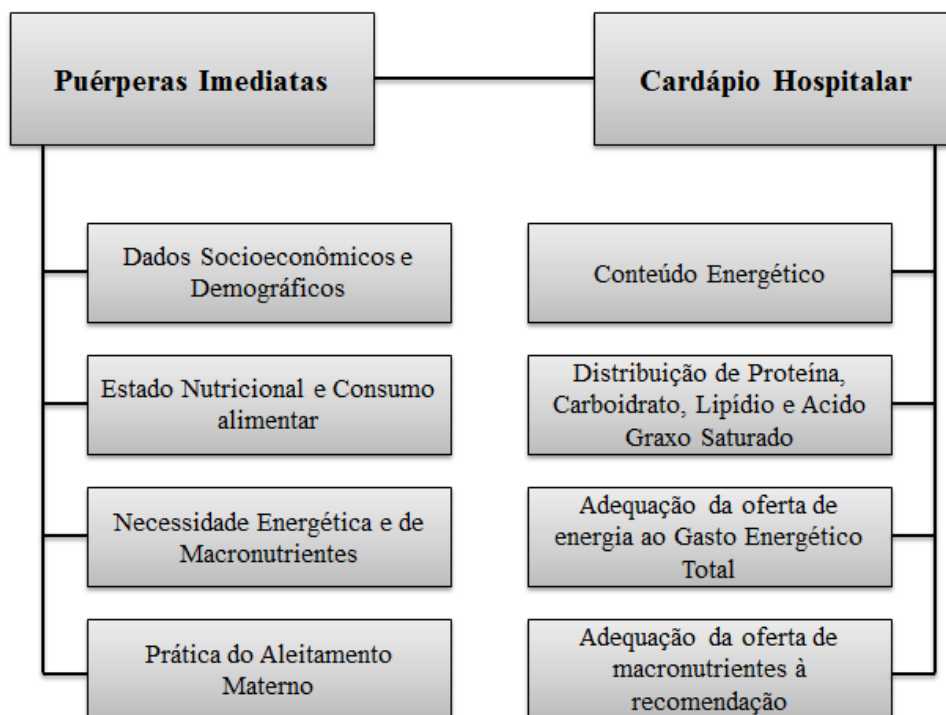 Puérperas Imediatas
Cardápio Hospitalar
Dados Socioeconômicos e
Demográficos
Estado Nutricional e Consumo
alimentar
Necessidade Energética e de
Macronutrientes
Prática do Aleitamento
Materno
Conteúdo Energético
Distribuição de Proteína,
Carboidrato, Lipídio e Acido
Graxo Saturado
Adequação da oferta de
energia ao Gasto Energético
Total
Adequação da oferta de
macronutrientes à
recomendação